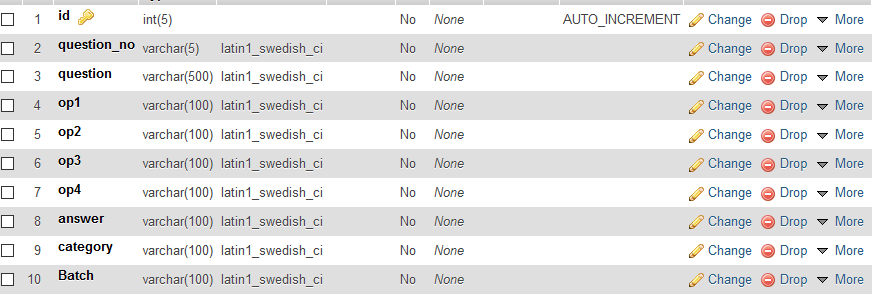 1 id int(5) No None AUTO_INCREMENT Change Drop More
2 question_no varchar(5) latin1_swedish_ci No None Change Drop More
3 question varchar(500) latin1_swedish_ci No None Change Drop More
4 op1 varchar(100) latin1_swedish_ci No None Change Drop More
5 op2 varchar(100) latin1_swedish_ci No None Change Drop More
6 op3 varchar(100) latin1_swedish_ci No None Change Drop More
7 op4 varchar(100) latin1_swedish_ci No None Change Drop More
8 answer varchar(100) latin1_swedish_ci No None Change Drop More
9 category varchar(100) latin1_swedish_ci No None Change Drop More
10 Batch varchar(100) latin1_swedish_ci No None Change Drop More